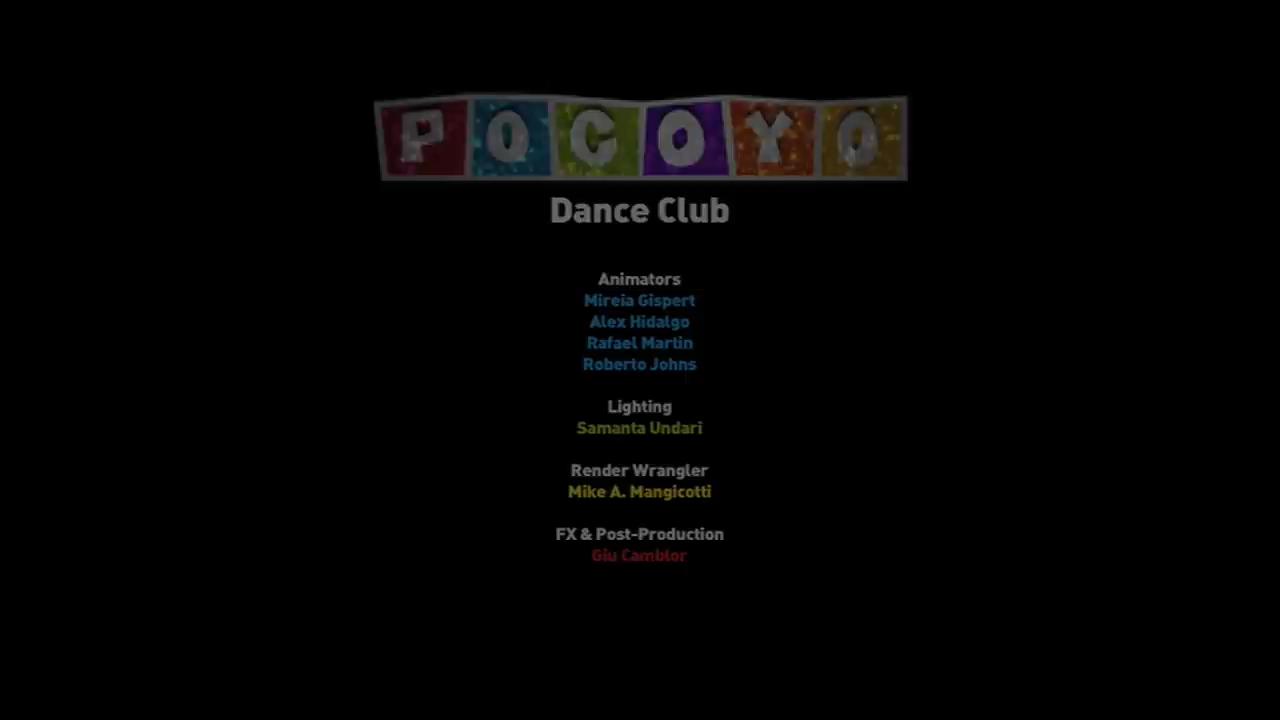 POCOYO
Dance Club
Animators
Mireia Gispert
Alex Hidalgo
Rafael Martin
Roberto Johns
Lighting
Samanta Undari
Render Wrangler
Mike A. Mangicotti
FX & Post-Production
Giu Camblor